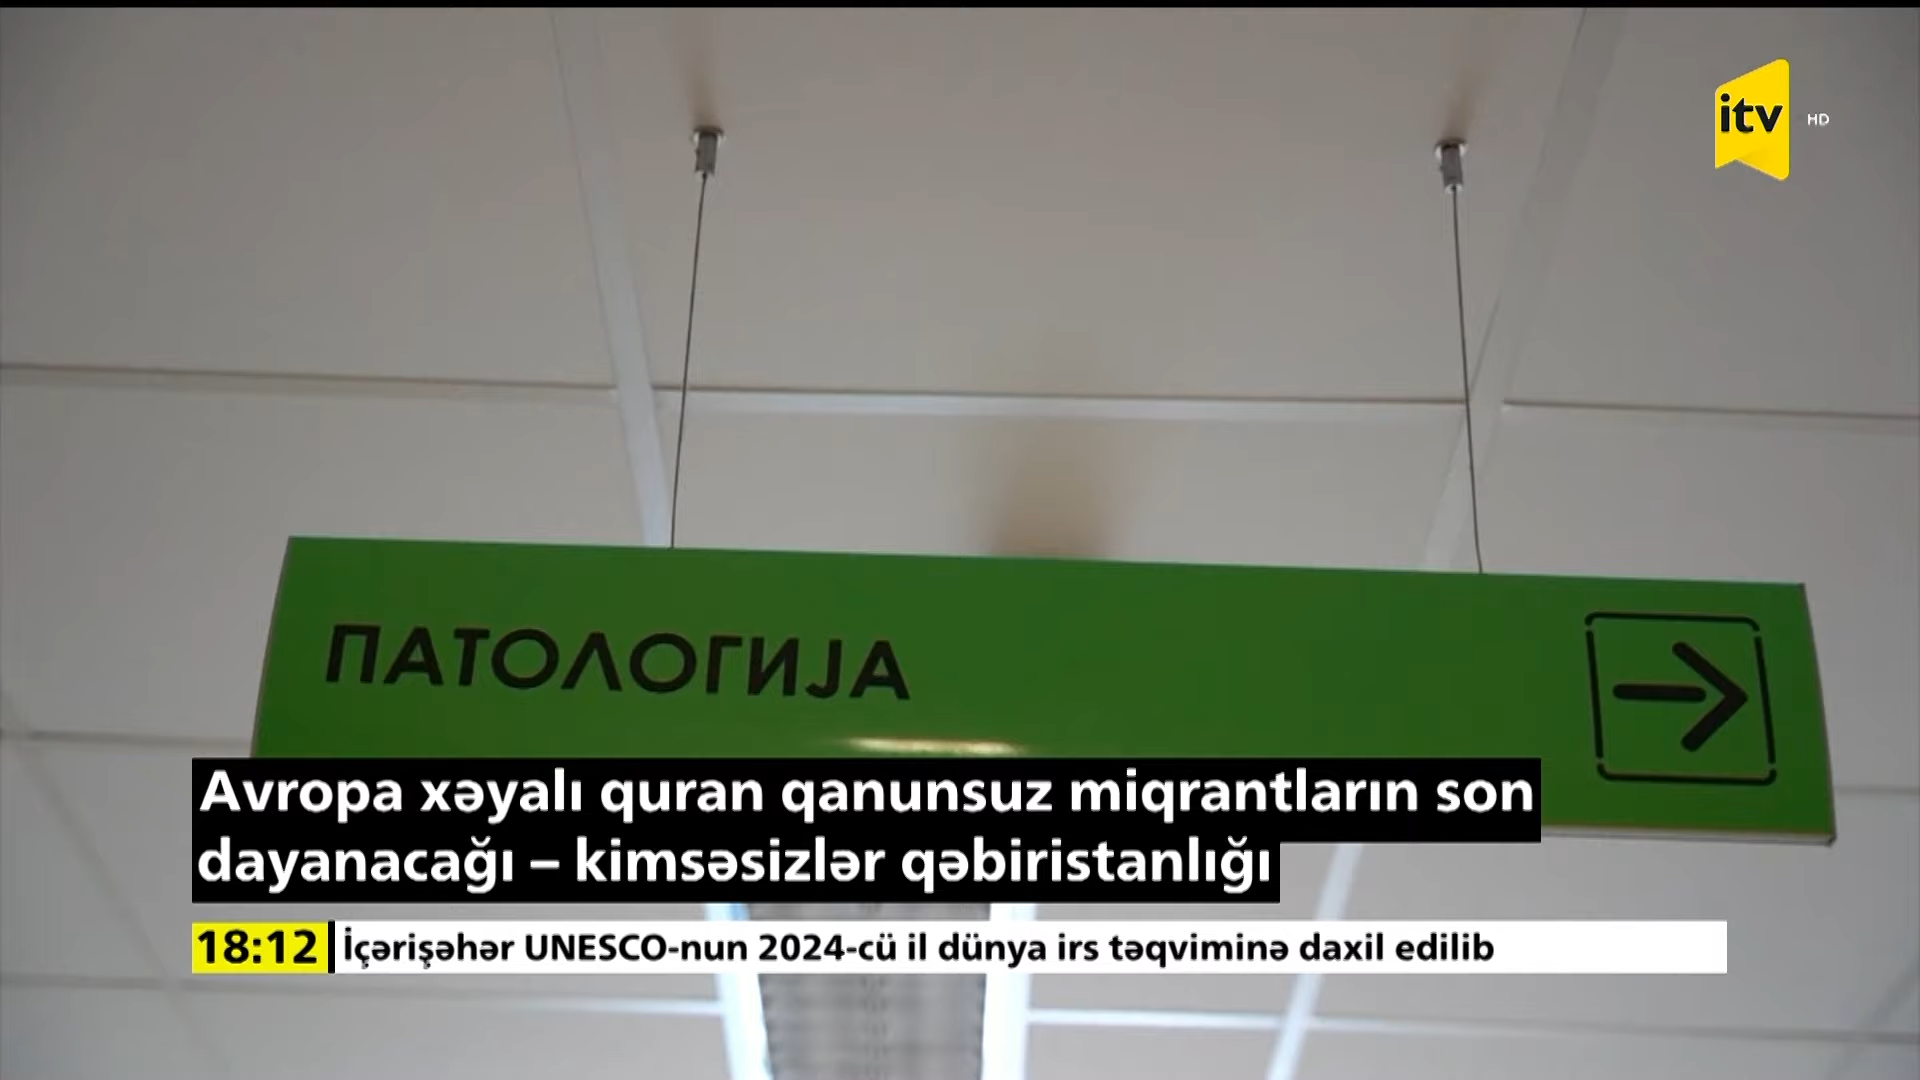 itv HD
ПАТОЛОГИЈА
Avropa xəyalı quran qanunsuz miqrantların son
dayanacağı – kimsəsizlər qəbiristanlığı
18:12 İçərişəhər UNESCO-nun 2024-cü il dünya irs təqviminə daxil edilib